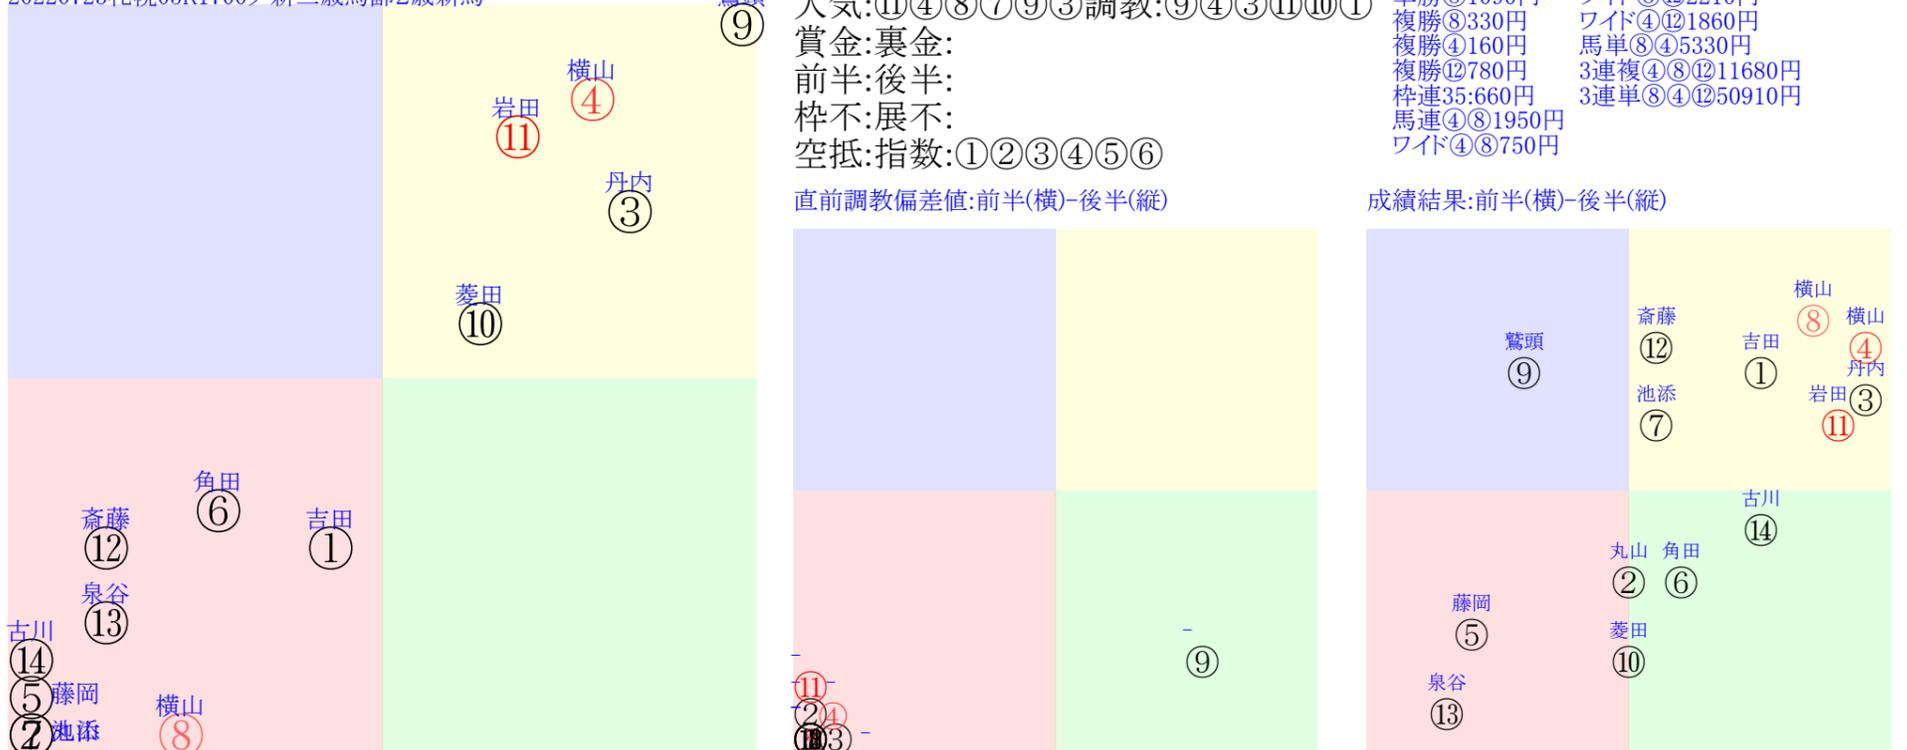 鷲頭
⑨
横山
④
岩田
⑪
丹内
③
菱田
⑩
角田
⑥
斎藤
⑫
吉田
①
泉谷
⑬
古川
⑭
⑤藤岡
横山
⑧
人気:⑪④⑧⑦⑨③調教:⑨④③⑪⑩①
賞金:裏金:
前半:後半:
枠不:展不:
空抵:指数:①②③④⑤⑥
複勝⑧330円
複勝④160円
複勝⑫780円
枠連35:660円
馬連④⑧1950円
ワイド④⑧750円
ワイド④⑫1860円
馬単⑧④5330円
3連複④⑧⑫11680円
3連単⑧④⑫50910円
直前調教偏差値:前半(横)-後半(縦)
⑨
⑪
②④
③
成績結果:前半(横)-後半(縦)
横山
⑧
斎藤
⑫
横山
④
鷲頭
⑨
吉田
①
丹内
③
池添
⑦
岩田
⑪
古川
⑭
丸山
②
角田
⑥
藤岡
⑤
菱田
⑩
泉谷
⑬